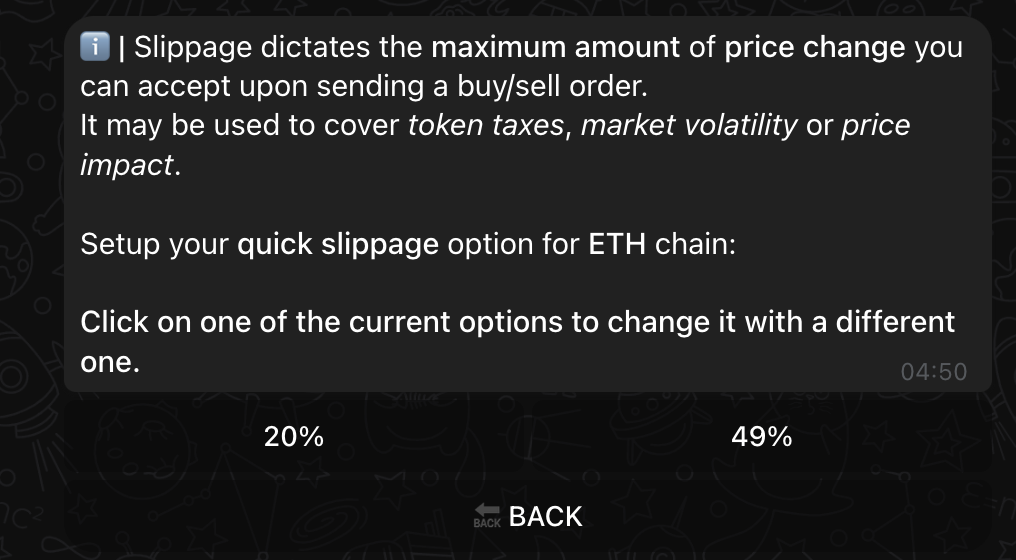 ℹ️ | Slippage dictates the maximum amount of price change you
can accept upon sending a buy/sell order.
It may be used to cover token taxes, market volatility or price
impact.
Setup your quick slippage option for ETH chain:
Click on one of the current options to change it with a different
one.
04:50
20% 49%
BACK BACK